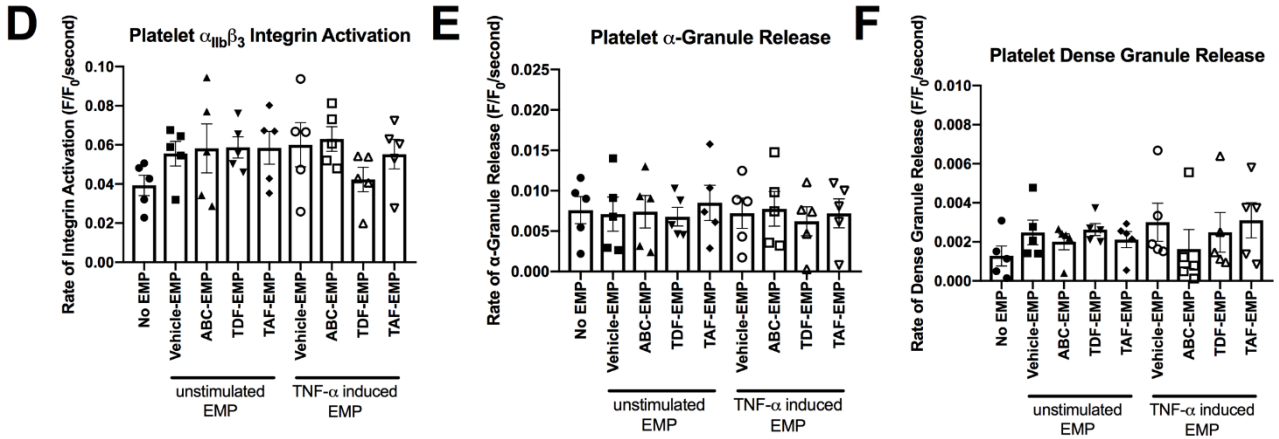 D
Platelet αIIbβ3 Integrin Activation
Rate of Integrin Activation (F/F0/second)
0.10
0.08
0.06
0.04
0.02
0.00
No EMP
Vehicle-EMP
ABC-EMP
TDF-EMP
TAF-EMP
Vehicle-EMP
ABC-EMP
TDF-EMP
TAF-EMP
unstimulated
EMP
TNF-α induced
EMP
E
Platelet α-Granule Release
Rate of α-Granule Release (F/F0/second)
0.025
0.020
0.015
0.010
0.005
0.000
No EMP
Vehicle-EMP
ABC-EMP
TDF-EMP
TAF-EMP
Vehicle-EMP
ABC-EMP
TDF-EMP
TAF-EMP
unstimulated
EMP
TNF-α induced
EMP
F
Platelet Dense Granule Release
Rate of Dense Granule Release (F/F0/second)
0.010
0.008
0.006
0.004
0.002
0.000
No EMP
Vehicle-EMP
ABC-EMP
TDF-EMP
TAF-EMP
Vehicle-EMP
ABC-EMP
TDF-EMP
TAF-EMP
unstimulated
EMP
TNF-α induced
EMP